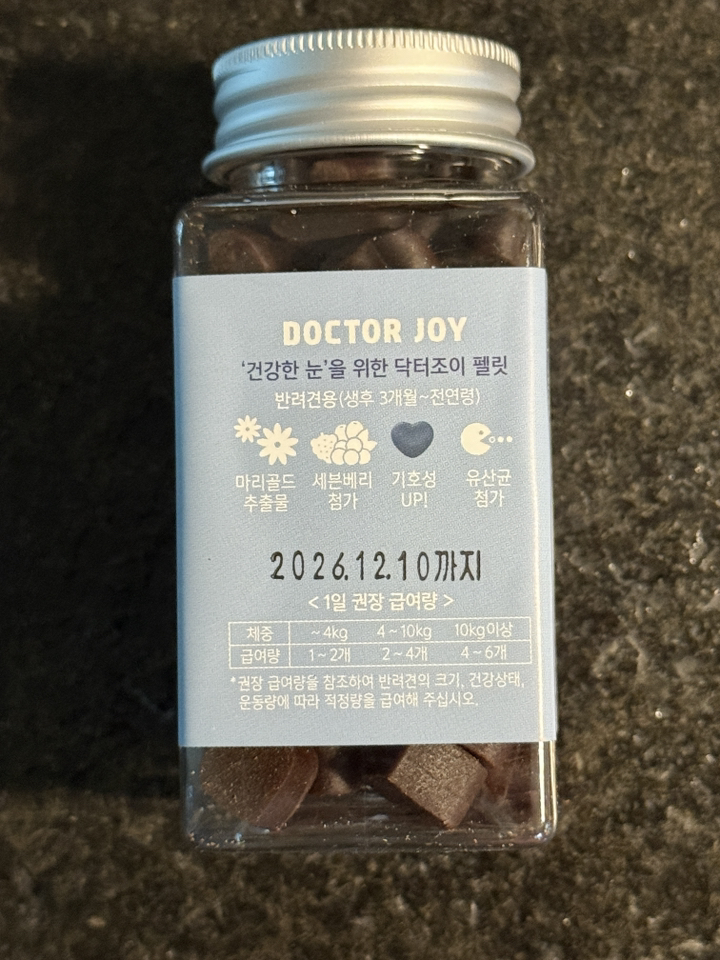 DOCTOR JOY
‘건강한 눈’을 위한 닥터조이 펠릿
반려견용(생후 3개월~전연령)
마리골드 추출물
세븐베리 첨가
기호성 UP!
유산균 첨가
2026.12.10까지
< 1일 권장 급여량 >
체중 ~4kg 4~10kg 10kg이상
급여량 1~2개 2~4개 4~6개
*권장 급여량을 참조하여 반려견의 크기, 건강상태,
운동량에 따라 적정량을 급여해 주십시오.